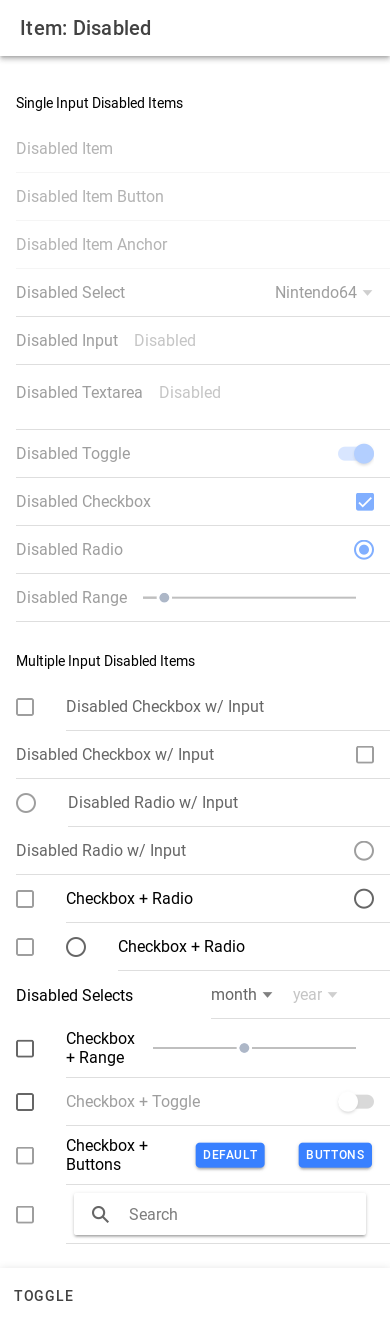 Item: Disabled
Single Input Disabled Items
Disabled Item
Disabled Item Button
Disabled Item Anchor
Disabled Select Nintendo64
Disabled Input Disabled
Disabled Textarea Disabled
Disabled Toggle
Disabled Checkbox
Disabled Radio
Disabled Range
Multiple Input Disabled Items
Disabled Checkbox w/ Input
Disabled Checkbox w/ Input
Disabled Radio w/ Input
Disabled Radio w/ Input
Checkbox + Radio
Checkbox + Radio
Disabled Selects month year
Checkbox
+ Range
Checkbox + Toggle
Checkbox +
Buttons
DEFAULT BUTTONS
Search
TOGGLE